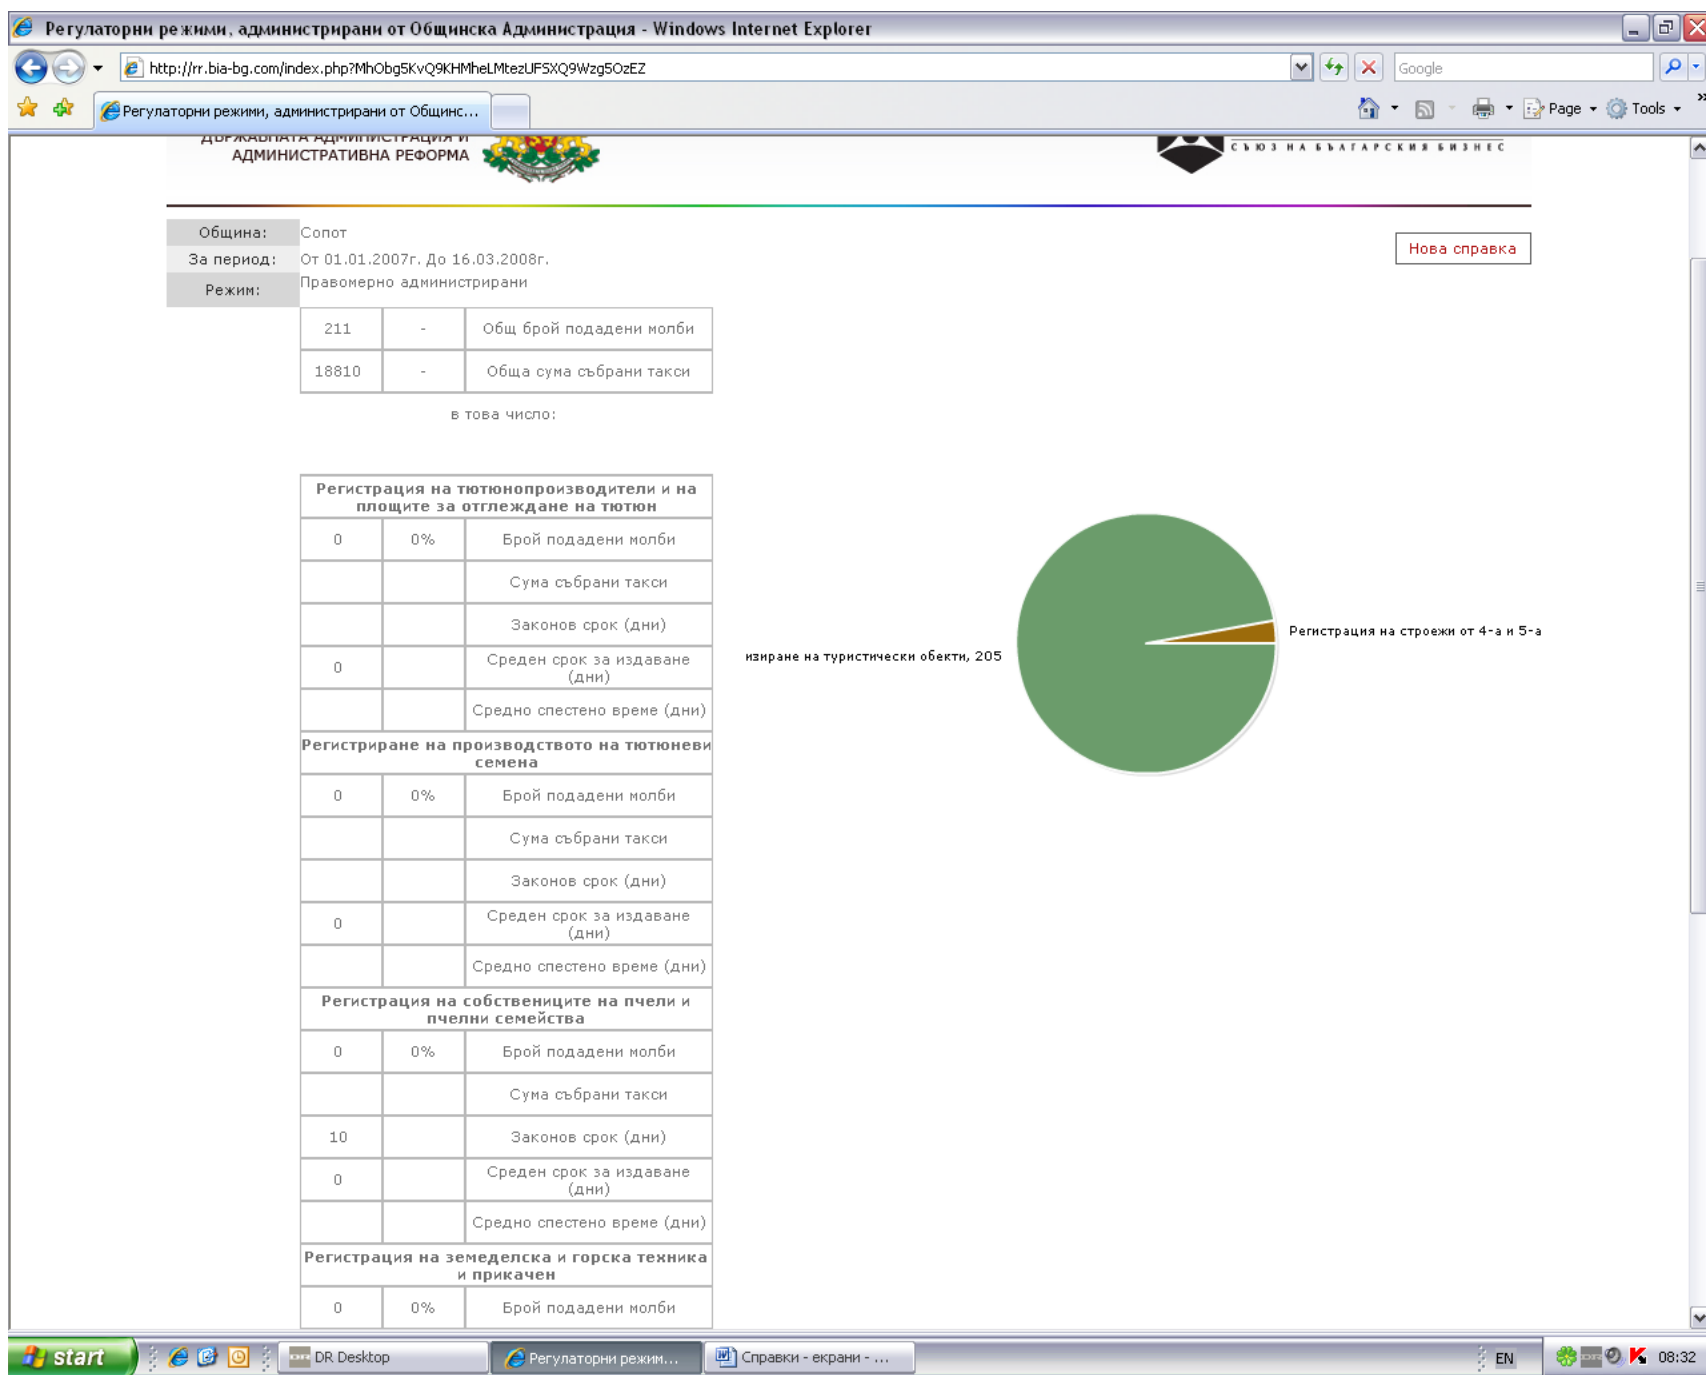 Регулаторни режими, администрирани от Общинска Администрация - Windows Internet Explorer
http://rr.bia-bg.com/index.php?MhObg5KvQ9KHMheLMtezUFSXQ9Wzg5OzEZ
Google
Регулаторни режими, администрирани от Общинс...
Page
Tools
ДЪРЖАВНАТА АДМИНИСТРАЦИЯ И
АДМИНИСТРАТИВНА РЕФОРМА
СЪЮЗ НА БЪЛГАРСКИЯ БИЗНЕС
Община: Сопот
Нова справка
За период: От 01.01.2007г. До 16.03.2008г.
Режим: Правомерно администрирани
211 - Общ брой подадени молби
18810 - Обща сума събрани такси
в това число:
Регистрация на тютюнопроизводители и на
площите за отглеждане на тютюн
0 0% Брой подадени молби
Сума събрани такси
Законов срок (дни)
0 Среден срок за издаване
(дни)
Средно спестено време (дни)
Регистриране на производството на тютюневи
семена
0 0% Брой подадени молби
Сума събрани такси
Законов срок (дни)
0 Среден срок за издаване
(дни)
Средно спестено време (дни)
Регистрация на собствениците на пчели и
пчелни семейства
0 0% Брой подадени молби
Сума събрани такси
10 Законов срок (дни)
0 Среден срок за издаване
(дни)
Средно спестено време (дни)
Регистрация на земеделска и горска техника
и прикачен
0 0% Брой подадени молби
изиране на туристически обекти, 205
Регистрация на строежи от 4-а и 5-а
start
DR Desktop
Регулаторни режим...
Справки - екрани - ...
EN
08:32